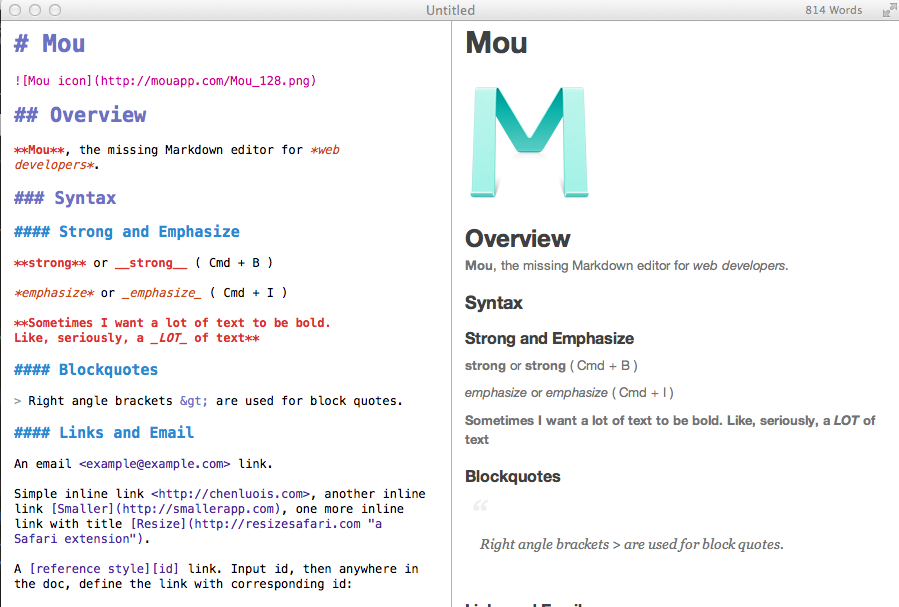 Untitled
814 Words
# Mou
![Mou icon](http://mouapp.com/Mou_128.png)
## Overview
**Mou**, the missing Markdown editor for *web
developers*.
### Syntax
#### Strong and Emphasize
**strong** or __strong__ ( Cmd + B )
*emphasize* or _emphasize_ ( Cmd + I )
**Sometimes I want a lot of text to be bold.
Like, seriously, a _LOT_ of text**
#### Blockquotes
> Right angle brackets &gt; are used for block quotes.
#### Links and Email
An email <example@example.com> link.
Simple inline link <http://chenluois.com>, another inline
link [Smaller](http://smallerapp.com), one more inline
link with title [Resize](http://resizesafari.com "a
Safari extension").
A [reference style][id] link. Input id, then anywhere in
the doc, define the link with corresponding id:
Mou
M
Overview
Mou, the missing Markdown editor for web developers.
Syntax
Strong and Emphasize
strong or strong ( Cmd + B )
emphasize or emphasize ( Cmd + I )
Sometimes I want a lot of text to be bold. Like, seriously, a LOT of
text
Blockquotes
“
Right angle brackets > are used for block quotes.
Links and Email